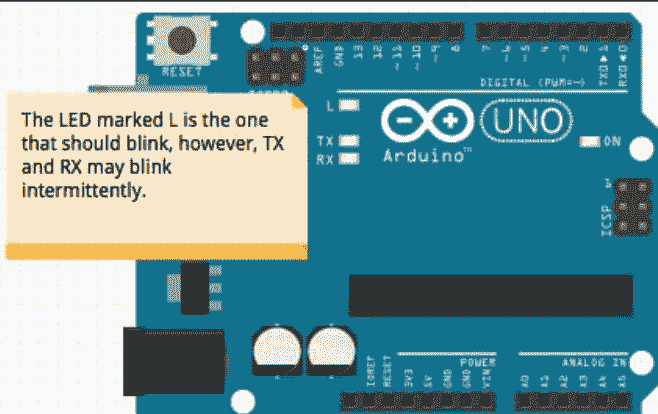 RESET
AREF
GND
13
12
~11
~10
~9
8
7
~6
~5
4
~3
2
TX0▶1
RX0◀0
DIGITAL (PWM=~)
L
TX
RX
UNO
ON
Arduino™
The LED marked L is the one
that should blink, however, TX
and RX may blink
intermittently.
1
ICSP
IOREF
RESET
3V3
5V
GND
GND
VIN
POWER
A0
A1
A2
A3
A4
A5
ANALOG IN